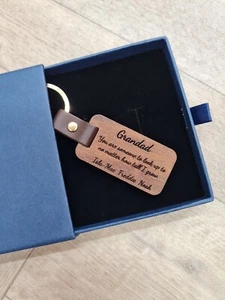 Grandad
You are someone to look up to
no matter how tall I grow.
Isla Mae Freddie Noah